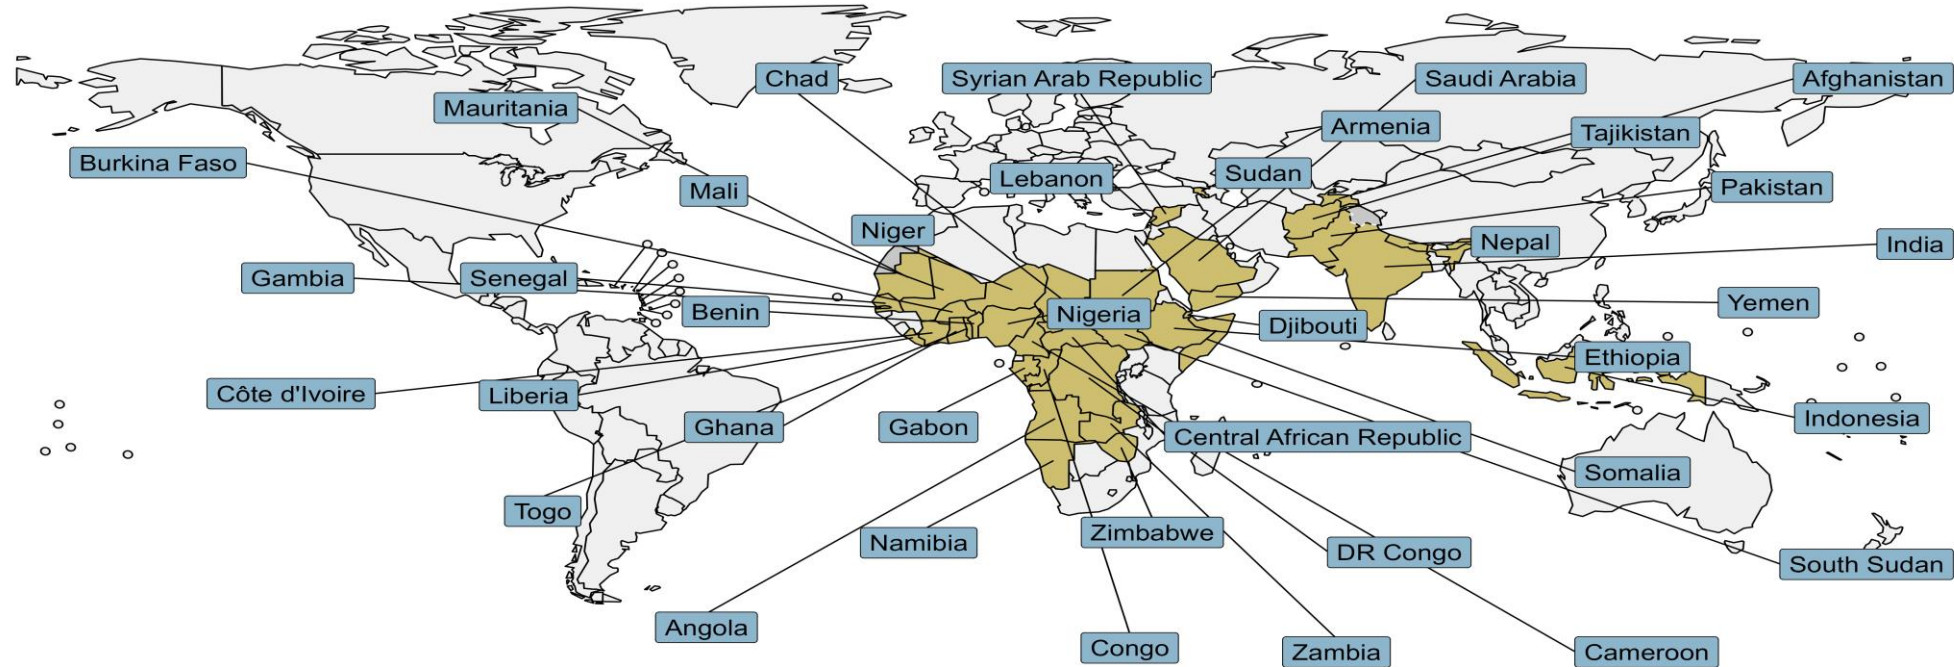 Chad
Syrian Arab Republic
Saudi Arabia
Afghanistan
Mauritania
Armenia
Tajikistan
Burkina Faso
Mali
Lebanon
Sudan
Pakistan
Niger
Nepal
India
Gambia
Senegal
Benin
Nigeria
Djibouti
Yemen
Ethiopia
Côte d'Ivoire
Liberia
Ghana
Gabon
Central African Republic
Indonesia
Somalia
Togo
Namibia
Zimbabwe
DR Congo
South Sudan
Angola
Congo
Zambia
Cameroon